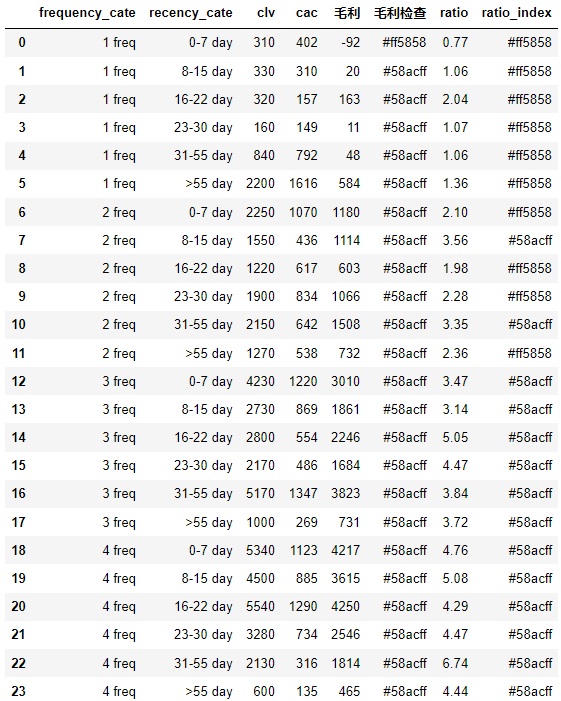 frequency_cate recency_cate clv cac 毛利 毛利检查 ratio ratio_index
0 1 freq 0-7 day 310 402 -92 #ff5858 0.77 #ff5858
1 1 freq 8-15 day 330 310 20 #58acff 1.06 #ff5858
2 1 freq 16-22 day 320 157 163 #58acff 2.04 #ff5858
3 1 freq 23-30 day 160 149 11 #58acff 1.07 #ff5858
4 1 freq 31-55 day 840 792 48 #58acff 1.06 #ff5858
5 1 freq >55 day 2200 1616 584 #58acff 1.36 #ff5858
6 2 freq 0-7 day 2250 1070 1180 #58acff 2.10 #ff5858
7 2 freq 8-15 day 1550 436 1114 #58acff 3.56 #58acff
8 2 freq 16-22 day 1220 617 603 #58acff 1.98 #ff5858
9 2 freq 23-30 day 1900 834 1066 #58acff 2.28 #ff5858
10 2 freq 31-55 day 2150 642 1508 #58acff 3.35 #58acff
11 2 freq >55 day 1270 538 732 #58acff 2.36 #ff5858
12 3 freq 0-7 day 4230 1220 3010 #58acff 3.47 #58acff
13 3 freq 8-15 day 2730 869 1861 #58acff 3.14 #58acff
14 3 freq 16-22 day 2800 554 2246 #58acff 5.05 #58acff
15 3 freq 23-30 day 2170 486 1684 #58acff 4.47 #58acff
16 3 freq 31-55 day 5170 1347 3823 #58acff 3.84 #58acff
17 3 freq >55 day 1000 269 731 #58acff 3.72 #58acff
18 4 freq 0-7 day 5340 1123 4217 #58acff 4.76 #58acff
19 4 freq 8-15 day 4500 885 3615 #58acff 5.08 #58acff
20 4 freq 16-22 day 5540 1290 4250 #58acff 4.29 #58acff
21 4 freq 23-30 day 3280 734 2546 #58acff 4.47 #58acff
22 4 freq 31-55 day 2130 316 1814 #58acff 6.74 #58acff
23 4 freq >55 day 600 135 465 #58acff 4.44 #58acff